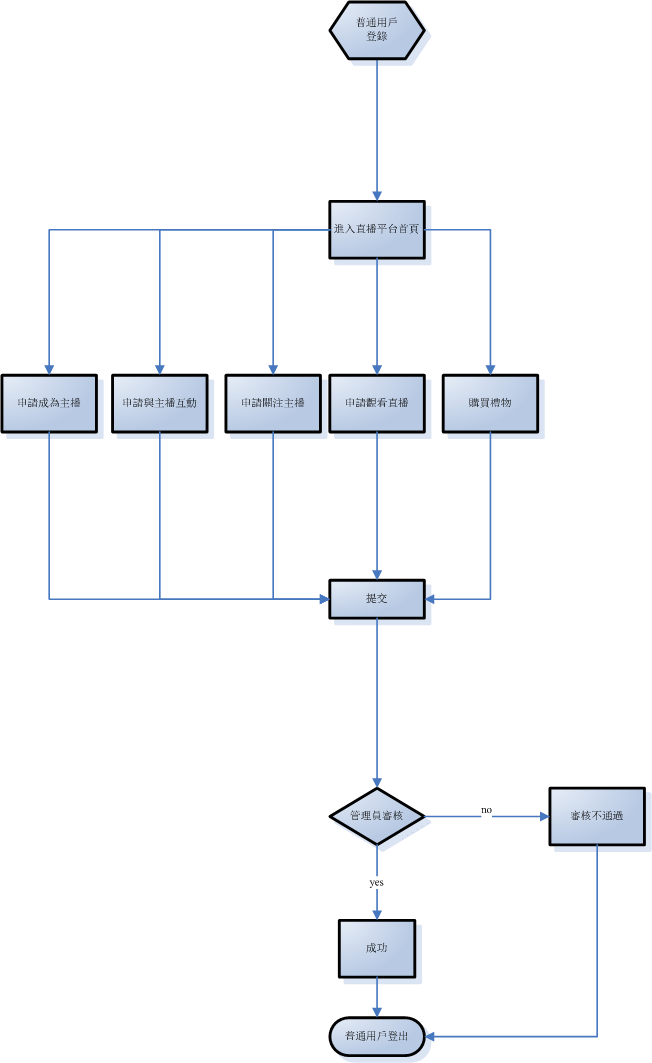 普通用戶
登錄
進入直播平台首頁
申請成為主播
申請與主播互動
申請關注主播
申請觀看直播
購買禮物
提交
管理員審核
no
審核不通過
yes
成功
普通用戶登出